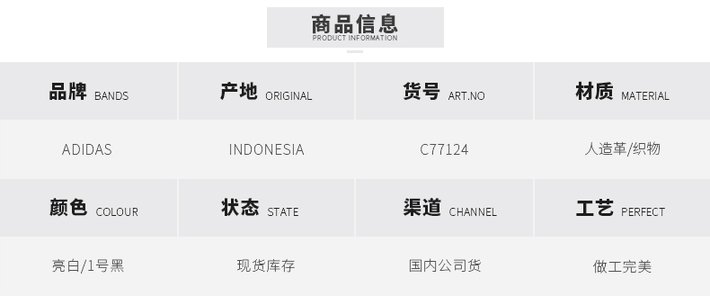 商品信息
PRODUCT INFORMATION
品牌 BANDS 产地 ORIGINAL 货号 ART.NO 材质 MATERIAL
ADIDAS INDONESIA C77124 人造革/织物
颜色 COLOUR 状态 STATE 渠道 CHANNEL 工艺 PERFECT
亮白/1号黑 现货库存 国内公司货 做工完美